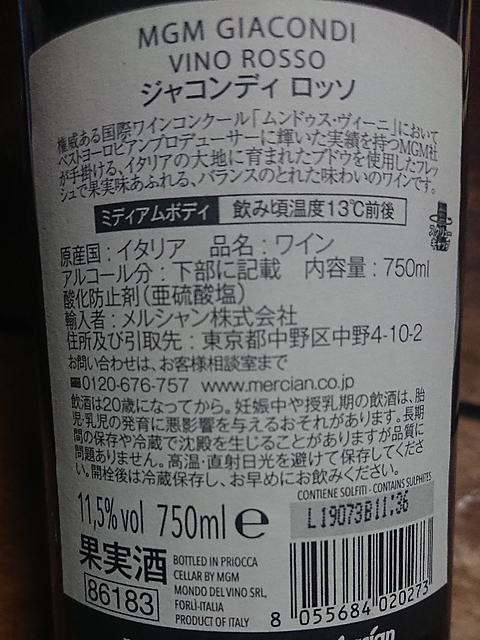 MGM GIACONDI
VINO ROSSO
ジャコンディ ロッソ
権威ある国際ワインコンクール「ムンドゥス・ヴィーニ」において
ベストヨーロピアンプロデューサーに輝いた実績を持つMGM社
が手掛ける、イタリアの大地に育まれたブドウを使用したフレッ
シュで果実味あふれる、バランスのとれた味わいのワインです。
ミディアムボディ 飲み頃温度13℃前後
スクリュー
キャップ
原産国：イタリア 品名：ワイン
アルコール分：下部に記載 内容量：750ml
酸化防止剤（亜硫酸塩）
輸入者：メルシャン株式会社
住所及び引取先：東京都中野区中野4-10-2
お問い合わせは、お客様相談室まで
0120-676-757 www.mercian.co.jp
飲酒は20歳になってから。妊娠中や授乳期の飲酒は、胎
児・乳児の発育に悪影響を与えるおそれがあります。長期
間の保存や冷蔵で沈殿を生じることがありますが品質に
問題ありません。高温・直射日光を避けて保存してくださ
い。開栓後は冷蔵保存し、お早めにお飲みください。
CONTIENE SOLFITI - CONTAINS SULPHITES
11,5% vol 750ml e
L19073B11:36
果実酒
86183
BOTTLED IN PRIOCCA
CELLAR BY MGM
MONDO DEL VINO SRL,
FORLÌ-ITALIA
PRODUCT OF ITALY
8 055684 020273